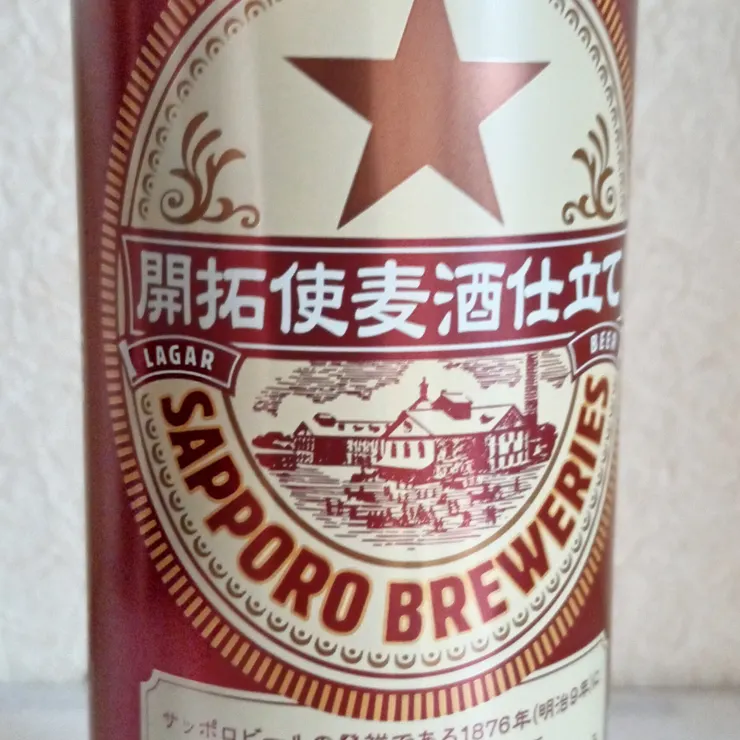 開拓使麦酒仕立て
LAGAR
BEER
SAPPORO BREWERIES
サッポロビールの発祥である1876年(明治9年)に